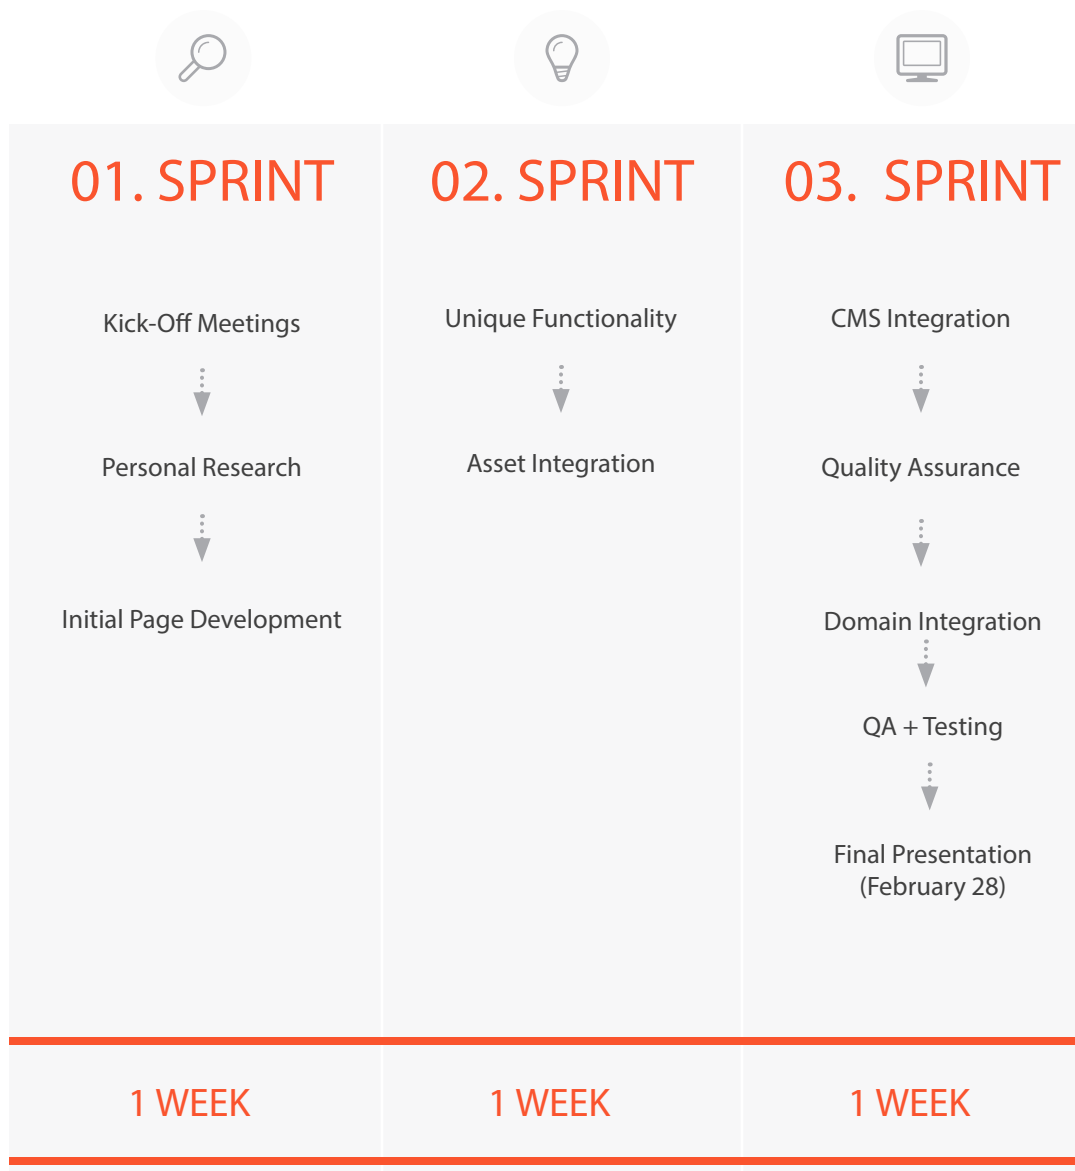 01. SPRINT
Kick-Off Meetings
Personal Research
Initial Page Development
1 WEEK
02. SPRINT
Unique Functionality
Asset Integration
1 WEEK
03. SPRINT
CMS Integration
Quality Assurance
Domain Integration
QA + Testing
Final Presentation
(February 28)
1 WEEK